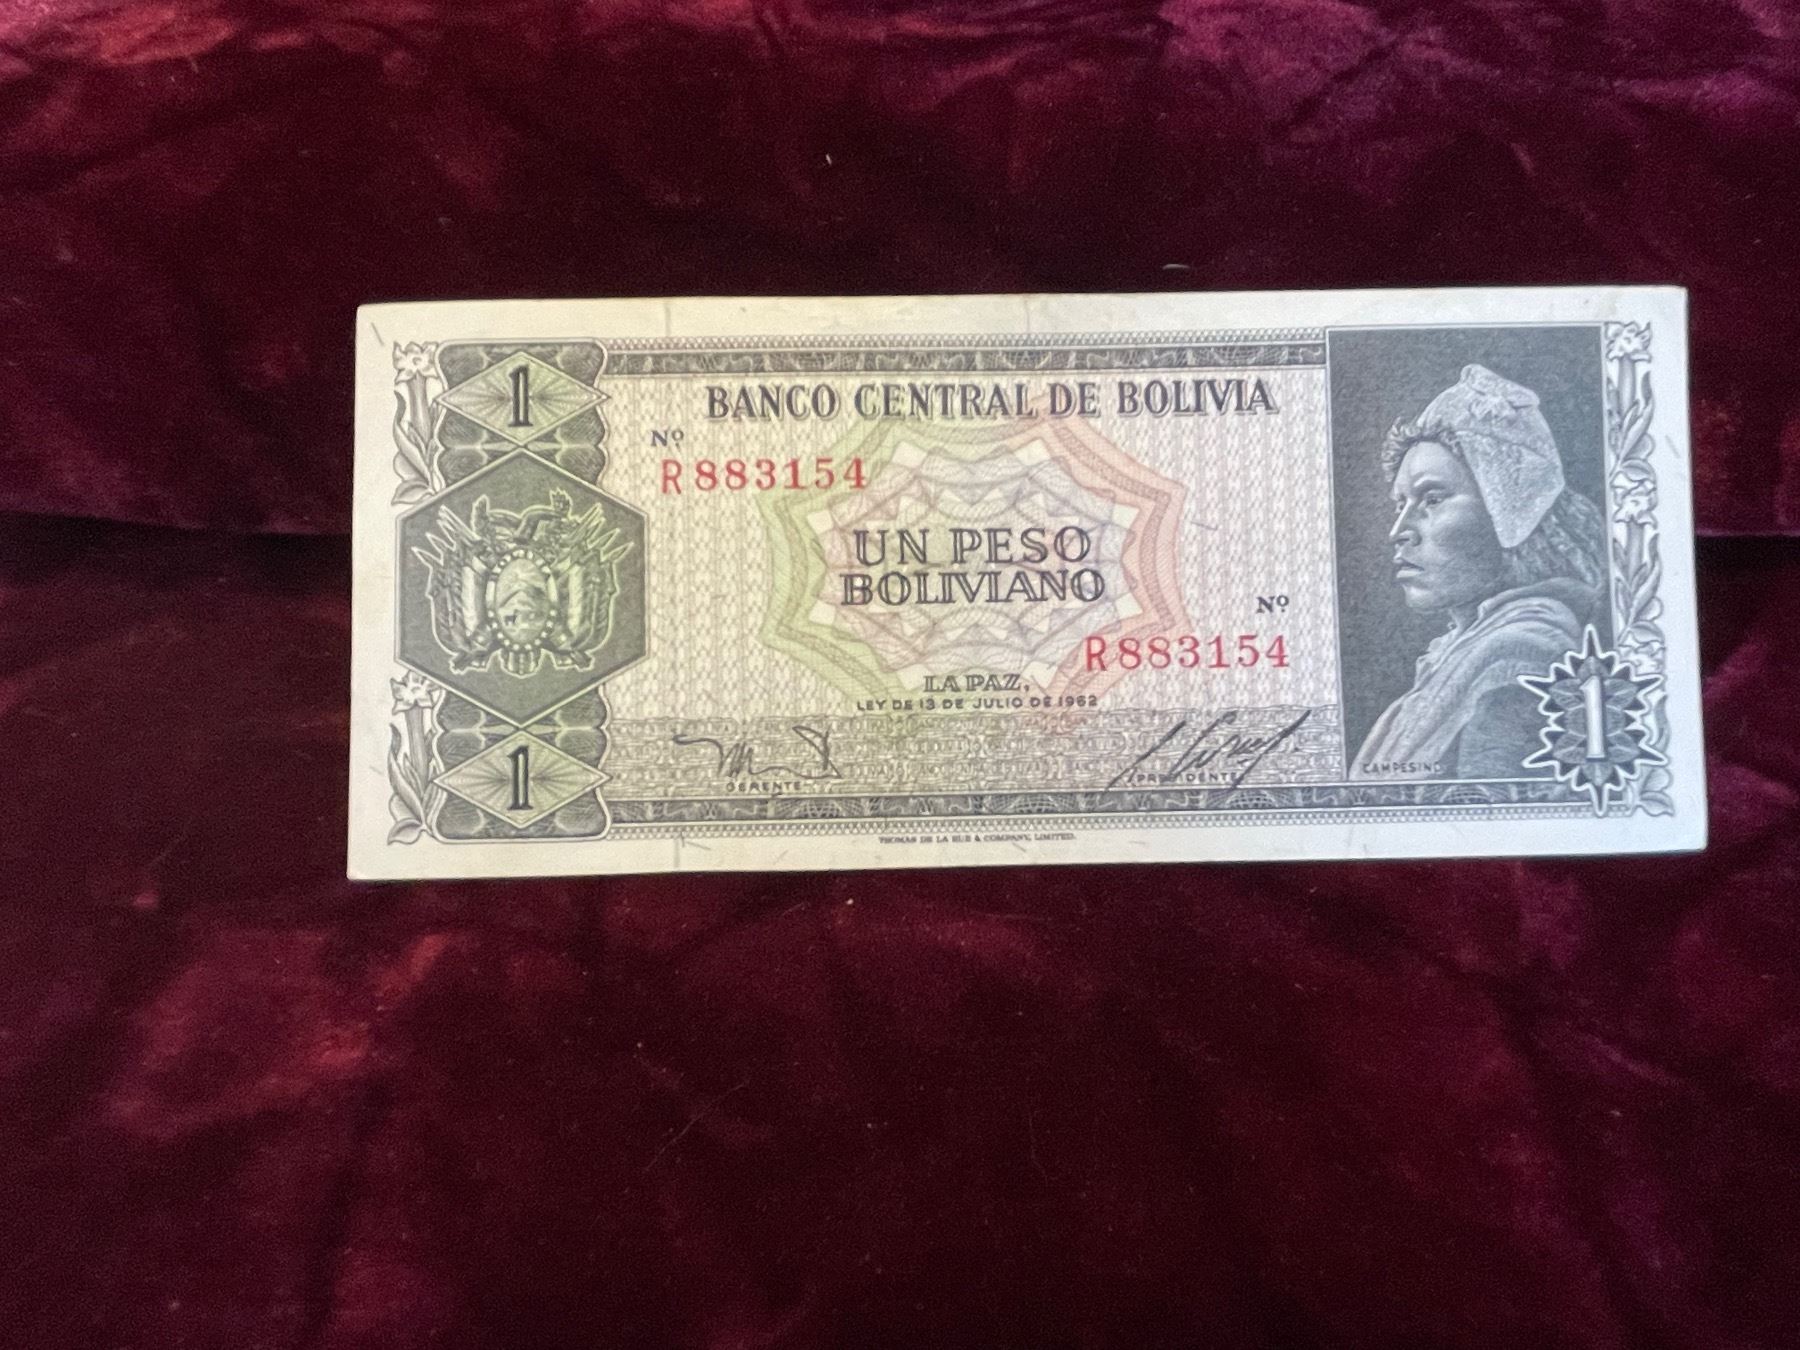 1
BANCO CENTRAL DE BOLIVIA
Nº
R883154
UN PESO
BOLIVIANO
Nº
R883154
LA PAZ,
LEY DE 13 DE JULIO DE 1962
GERENTE
PRESIDENTE
CAMPESINO
1
1
THOMAS DE LA RUE & COMPANY, LIMITED.